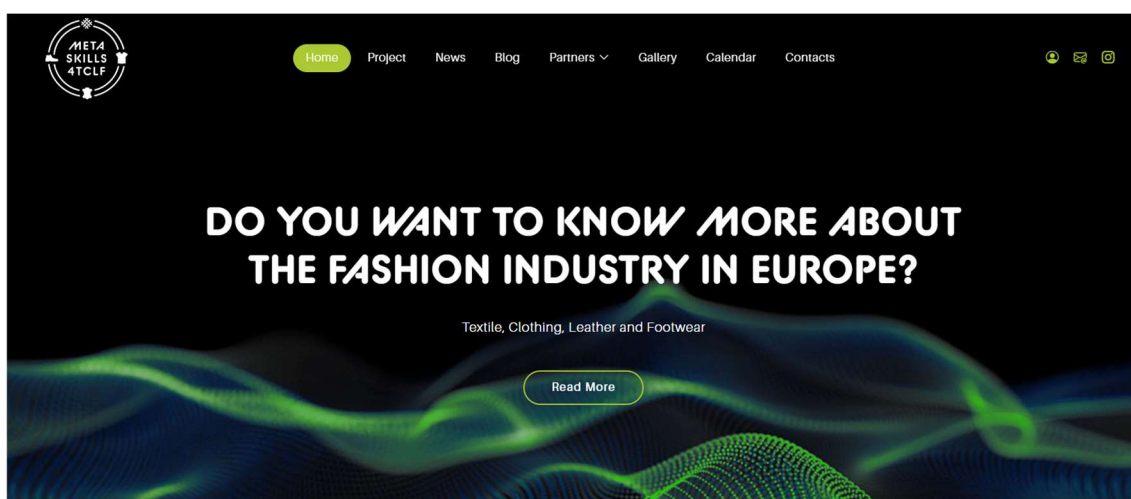 META
SKILLS
4TCLF
Home Project News Blog Partners Gallery Calendar Contacts
DO YOU WANT TO KNOW MORE ABOUT
THE FASHION INDUSTRY IN EUROPE?
Textile, Clothing, Leather and Footwear
Read More